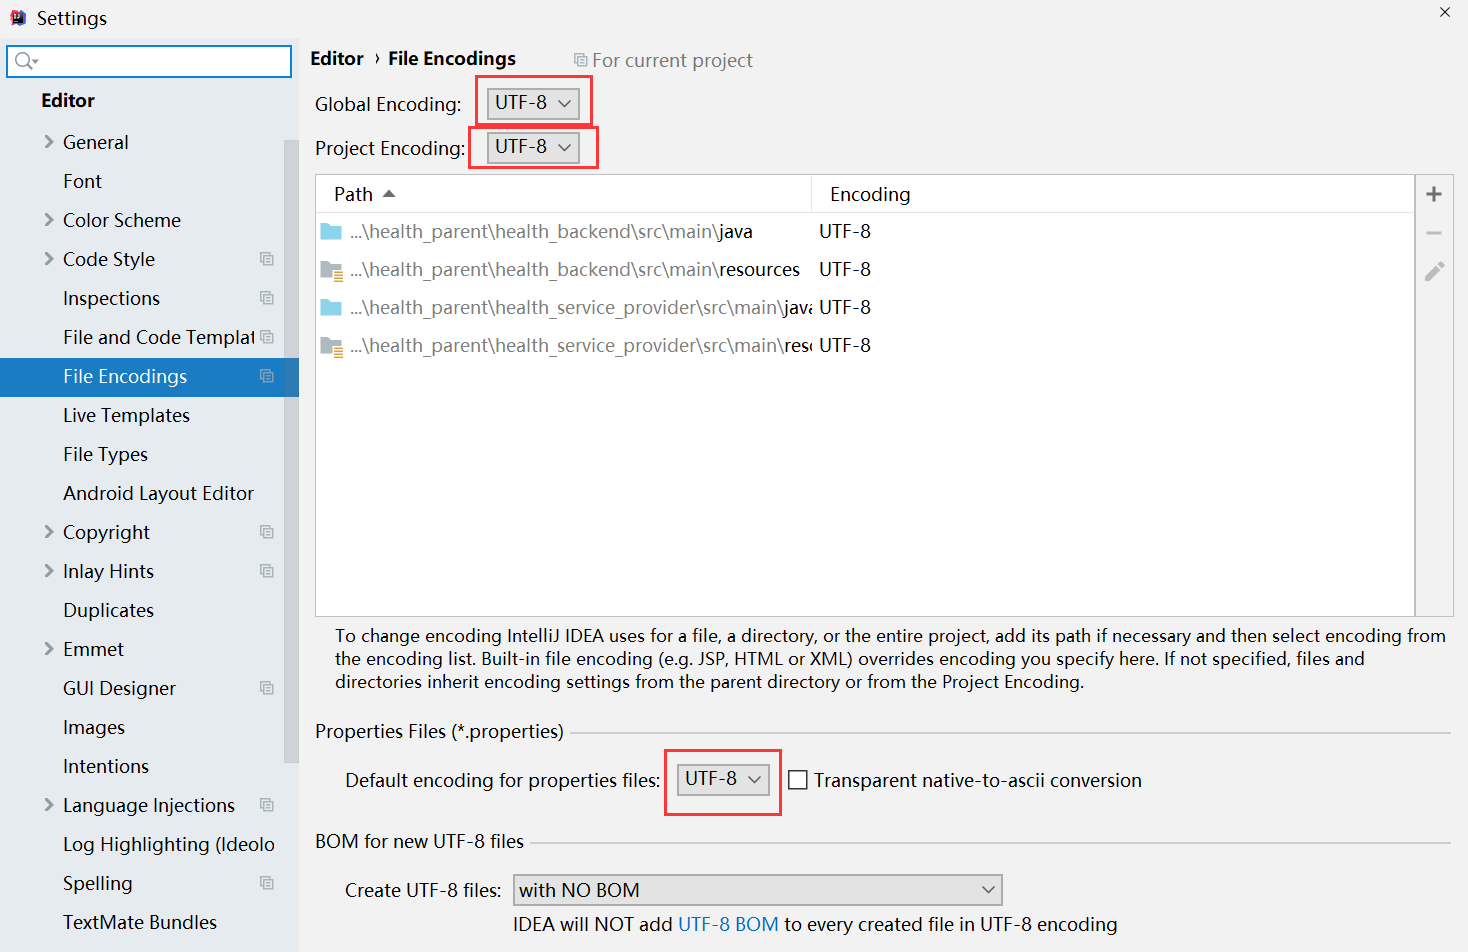 Settings
Editor › File Encodings
For current project
Editor
General
Font
Color Scheme
Code Style
Inspections
File and Code Templat
File Encodings
Live Templates
File Types
Android Layout Editor
Copyright
Inlay Hints
Duplicates
Emmet
GUI Designer
Images
Intentions
Language Injections
Log Highlighting (Ideolo
Spelling
TextMate Bundles
Global Encoding: UTF-8
Project Encoding: UTF-8
Path Encoding
...\health_parent\health_backend\src\main\java UTF-8
...\health_parent\health_backend\src\main\resources UTF-8
...\health_parent\health_service_provider\src\main\java UTF-8
...\health_parent\health_service_provider\src\main\res UTF-8
To change encoding IntelliJ IDEA uses for a file, a directory, or the entire project, add its path if necessary and then select encoding from
the encoding list. Built-in file encoding (e.g. JSP, HTML or XML) overrides encoding you specify here. If not specified, files and
directories inherit encoding settings from the parent directory or from the Project Encoding.
Properties Files (*.properties)
Default encoding for properties files: UTF-8 Transparent native-to-ascii conversion
BOM for new UTF-8 files
Create UTF-8 files: with NO BOM
IDEA will NOT add UTF-8 BOM to every created file in UTF-8 encoding